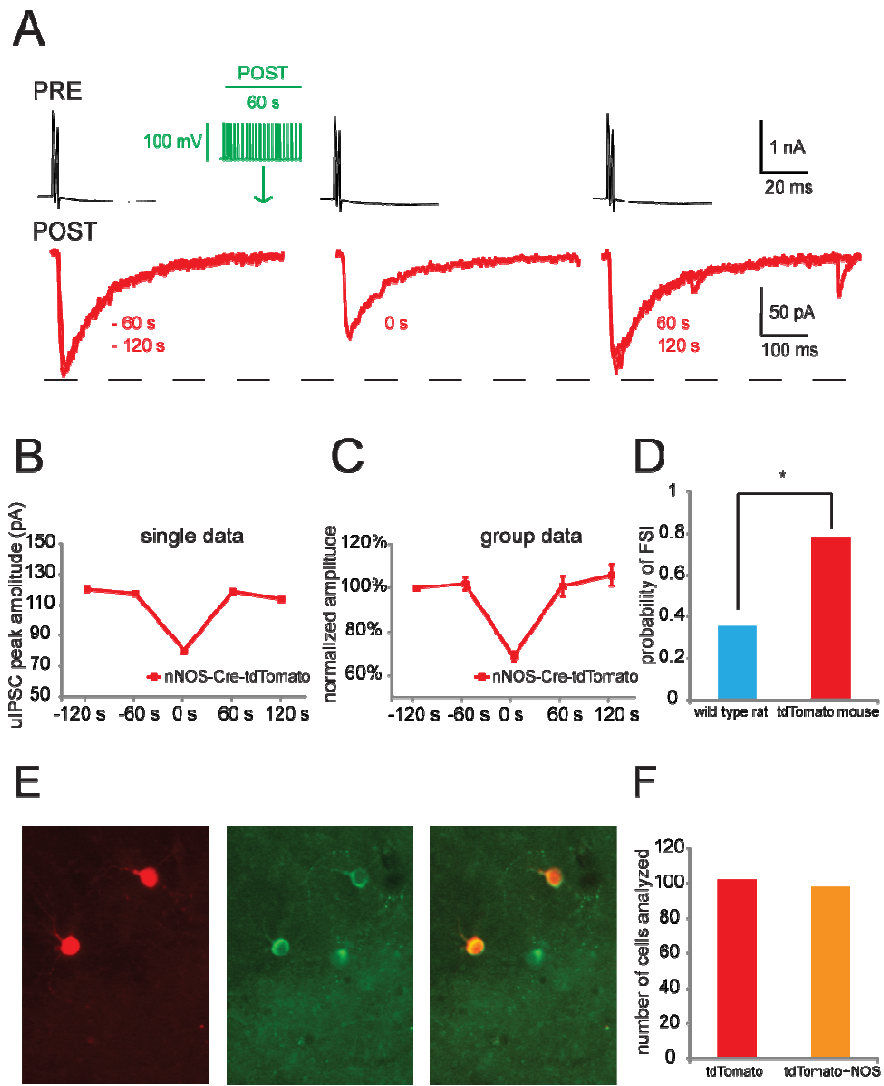 A
PRE
POST
60 s
100 mV
1 nA
20 ms
POST
- 60 s
- 120 s
0 s
60 s
120 s
50 pA
100 ms
B
single data
uIPSC peak amplitude (pA)
150
130
110
90
70
50
nNOS-Cre-tdTomato
-120 s
-60 s
0 s
60 s
120 s
C
group data
normalized amplitude
120%
100%
80%
60%
nNOS-Cre-tdTomato
-120 s
-60 s
0 s
60 s
120 s
D
*
probability of FSI
1
0.8
0.6
0.4
0.2
0
wild type rat
tdTomato mouse
E
F
number of cells analyzed
120
100
80
60
40
20
0
tdTomato
tdTomato+NOS